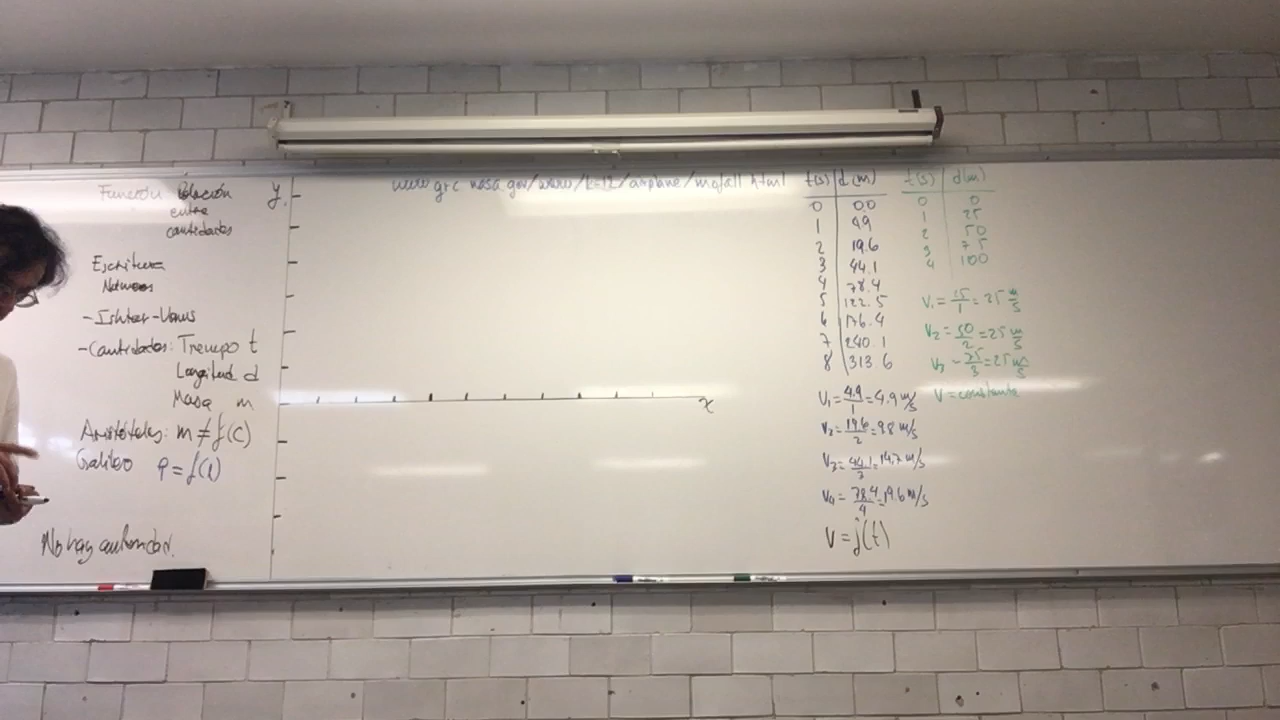 Función relación
entre
cantidades
Escritura
Números
- Ishtar - Venus
- Cantidades: Tiempo t
Longitud d
Masa m
Aristóteles: m ≠ f(C)
Galileo φ = f(l)
No hay autoridad.
y
x
www.grc.nasa.gov/www/k-12/airplane/mofall.html
t(s) d(m)
0 0.0
1 4.9
2 19.6
3 44.1
4 78.4
5 122.5
6 176.4
7 240.1
8 313.6
V₁ = 4.9/1 = 4.9 m/s
V₂ = 19.6/2 = 9.8 m/s
V₃ = 44.1/3 = 14.7 m/s
V₄ = 78.4/4 = 19.6 m/s
V = f(t)
t(s) d(m)
0 0
1 25
2 50
3 75
4 100
V₁ = 25/1 = 25 m/s
V₂ = 50/2 = 25 m/s
V₃ = 75/3 = 25 m/s
V = constante